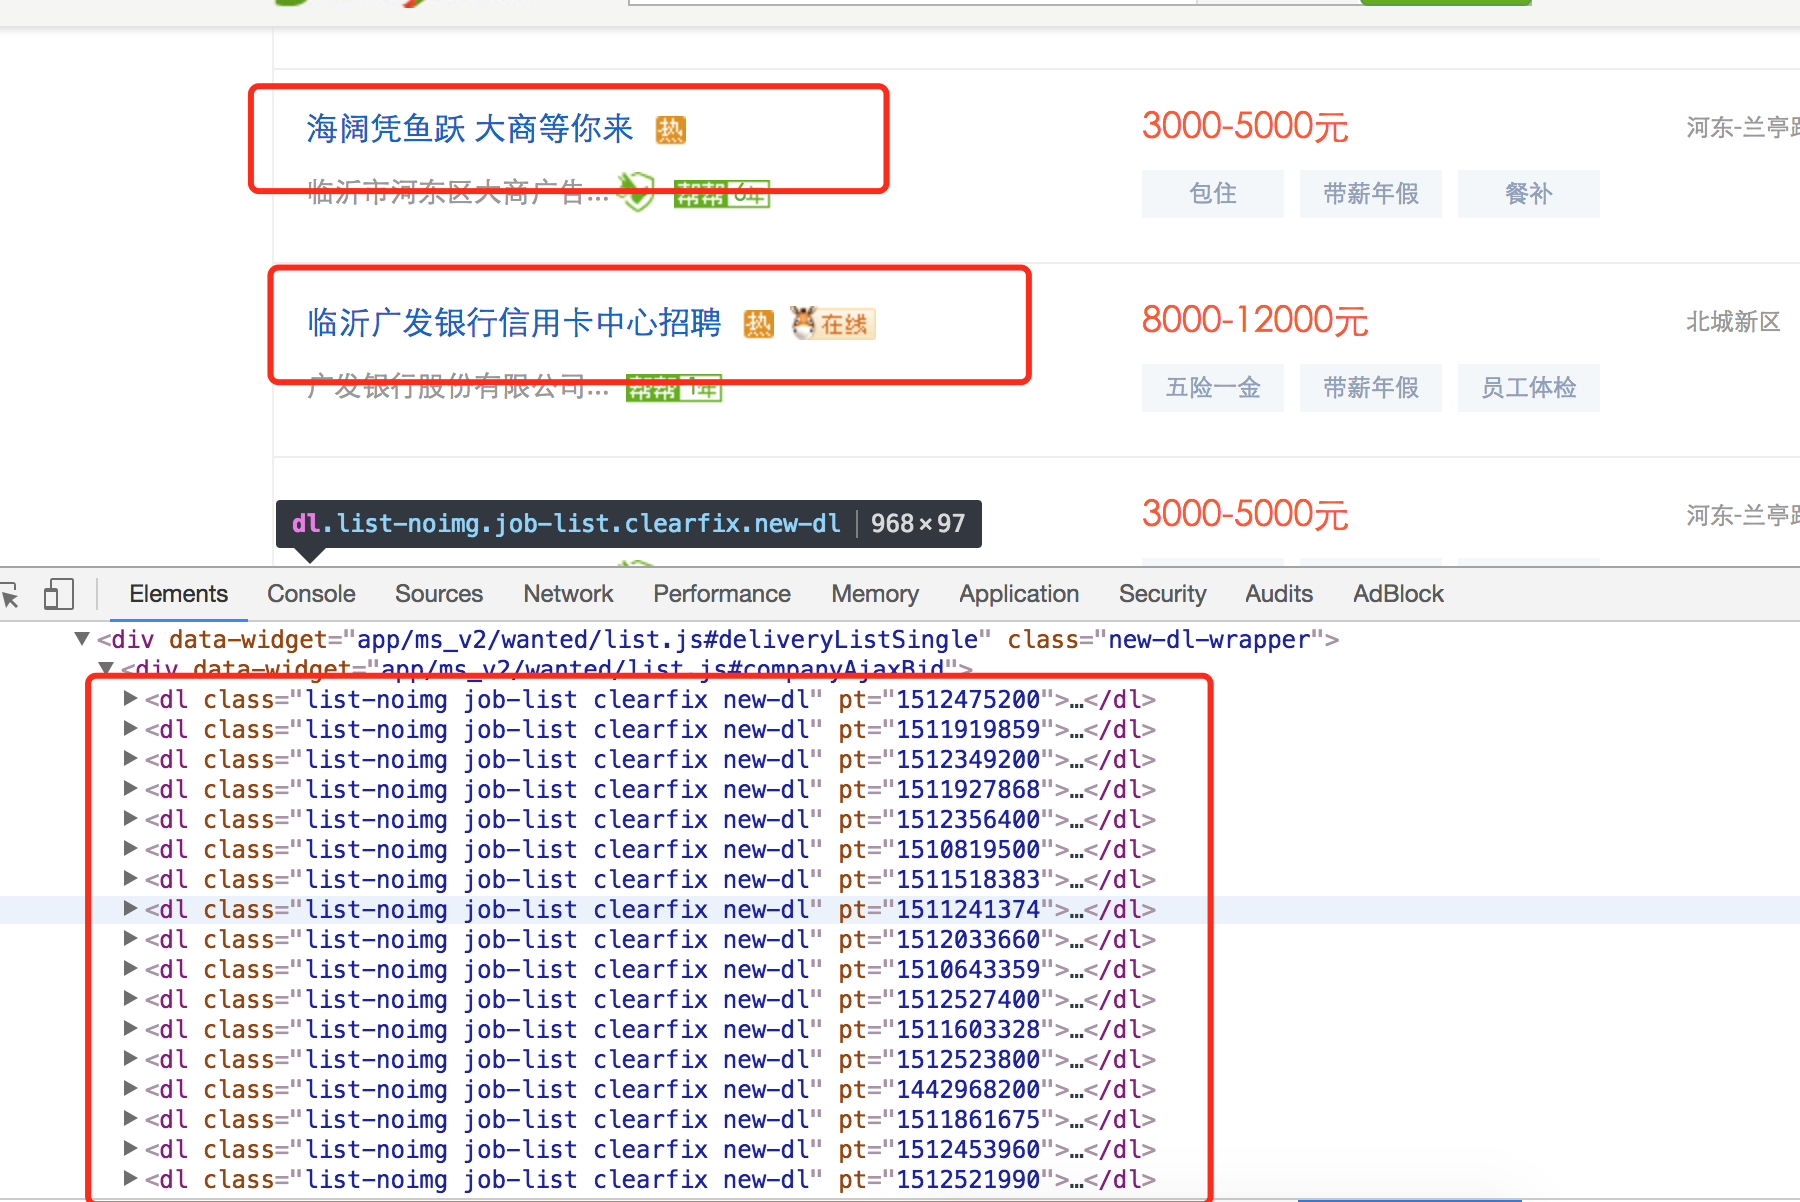 海阔凭鱼跃 大商等你来 热
3000-5000元
河东-兰亭路
临沂市河东区大商广告... 帮帮 6年
包住 带薪年假 餐补
临沂广发银行信用卡中心招聘 热 在线
8000-12000元
北城新区
广发银行股份有限公司... 帮帮 1年
五险一金 带薪年假 员工体检
dl.list-noimg.job-list.clearfix.new-dl | 968×97
3000-5000元
河东-兰亭路
Elements Console Sources Network Performance Memory Application Security Audits AdBlock
▼<div data-widget="app/ms_v2/wanted/list.js#deliveryListSingle" class="new-dl-wrapper">
▼<div data-widget="app/ms_v2/wanted/list.js#companyAjaxBid">
▶<dl class="list-noimg job-list clearfix new-dl" pt="1512475200">…</dl>
▶<dl class="list-noimg job-list clearfix new-dl" pt="1511919859">…</dl>
▶<dl class="list-noimg job-list clearfix new-dl" pt="1512349200">…</dl>
▶<dl class="list-noimg job-list clearfix new-dl" pt="1511927868">…</dl>
▶<dl class="list-noimg job-list clearfix new-dl" pt="1512356400">…</dl>
▶<dl class="list-noimg job-list clearfix new-dl" pt="1510819500">…</dl>
▶<dl class="list-noimg job-list clearfix new-dl" pt="1511518383">…</dl>
▶<dl class="list-noimg job-list clearfix new-dl" pt="1511241374">…</dl>
▶<dl class="list-noimg job-list clearfix new-dl" pt="1512033660">…</dl>
▶<dl class="list-noimg job-list clearfix new-dl" pt="1510643359">…</dl>
▶<dl class="list-noimg job-list clearfix new-dl" pt="1512527400">…</dl>
▶<dl class="list-noimg job-list clearfix new-dl" pt="1511603328">…</dl>
▶<dl class="list-noimg job-list clearfix new-dl" pt="1512523800">…</dl>
▶<dl class="list-noimg job-list clearfix new-dl" pt="1442968200">…</dl>
▶<dl class="list-noimg job-list clearfix new-dl" pt="1511861675">…</dl>
▶<dl class="list-noimg job-list clearfix new-dl" pt="1512453960">…</dl>
▶<dl class="list-noimg job-list clearfix new-dl" pt="1512521990">…</dl>